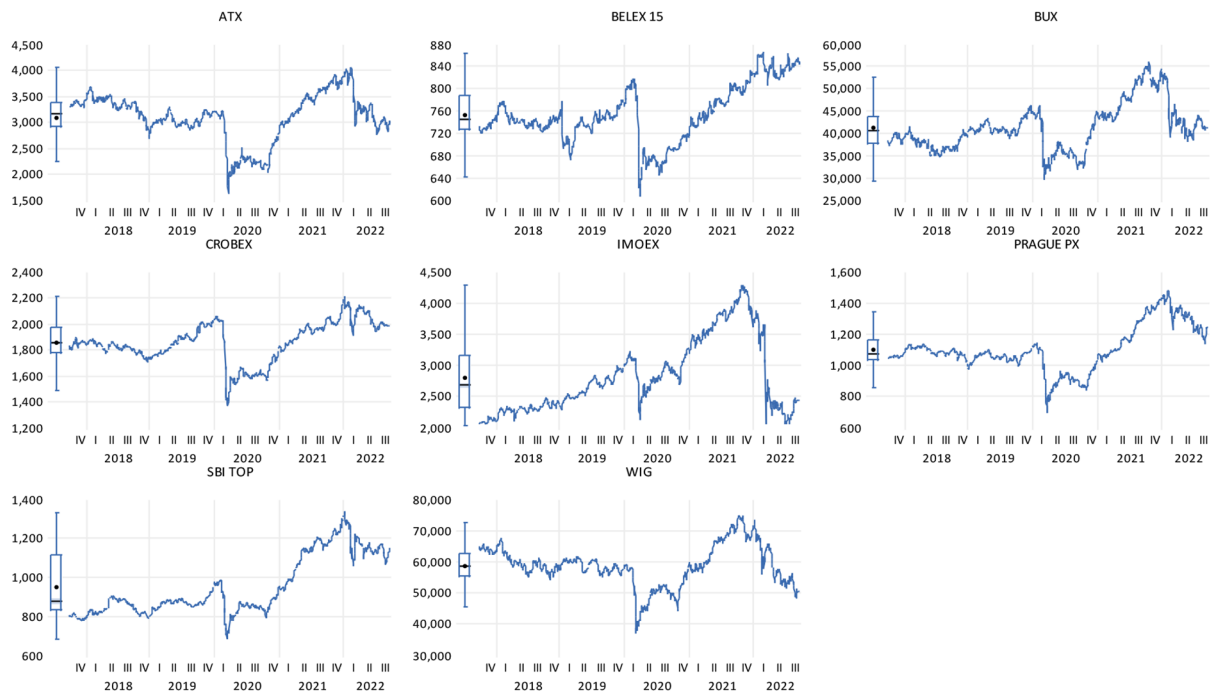 ATX
4,500
4,000
3,500
3,000
2,500
2,000
1,500
IV I II III IV I II III IV I II III IV I II III IV I II III
2018 2019 2020 2021 2022
BELEX 15
880
840
800
760
720
680
640
600
IV I II III IV I II III IV I II III IV I II III IV I II III
2018 2019 2020 2021 2022
BUX
60,000
55,000
50,000
45,000
40,000
35,000
30,000
25,000
IV I II III IV I II III IV I II III IV I II III IV I II III
2018 2019 2020 2021 2022
CROBEX
2,400
2,200
2,000
1,800
1,600
1,400
1,200
IV I II III IV I II III IV I II III IV I II III IV I II III
2018 2019 2020 2021 2022
IMOEX
4,500
4,000
3,500
3,000
2,500
2,000
IV I II III IV I II III IV I II III IV I II III IV I II III
2018 2019 2020 2021 2022
PRAGUE PX
1,600
1,400
1,200
1,000
800
600
IV I II III IV I II III IV I II III IV I II III IV I II III
2018 2019 2020 2021 2022
SBI TOP
1,400
1,200
1,000
800
600
IV I II III IV I II III IV I II III IV I II III IV I II III
2018 2019 2020 2021 2022
WIG
80,000
70,000
60,000
50,000
40,000
30,000
IV I II III IV I II III IV I II III IV I II III IV I II III
2018 2019 2020 2021 2022